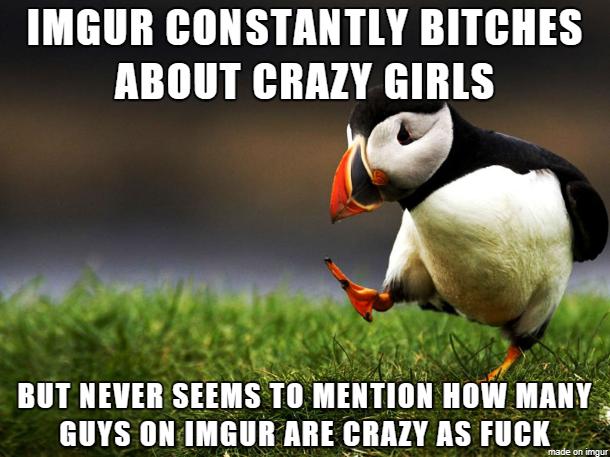 IMGUR CONSTANTLY BITCHES
ABOUT CRAZY GIRLS
BUT NEVER SEEMS TO MENTION HOW MANY
GUYS ON IMGUR ARE CRAZY AS FUCK
made on imgur